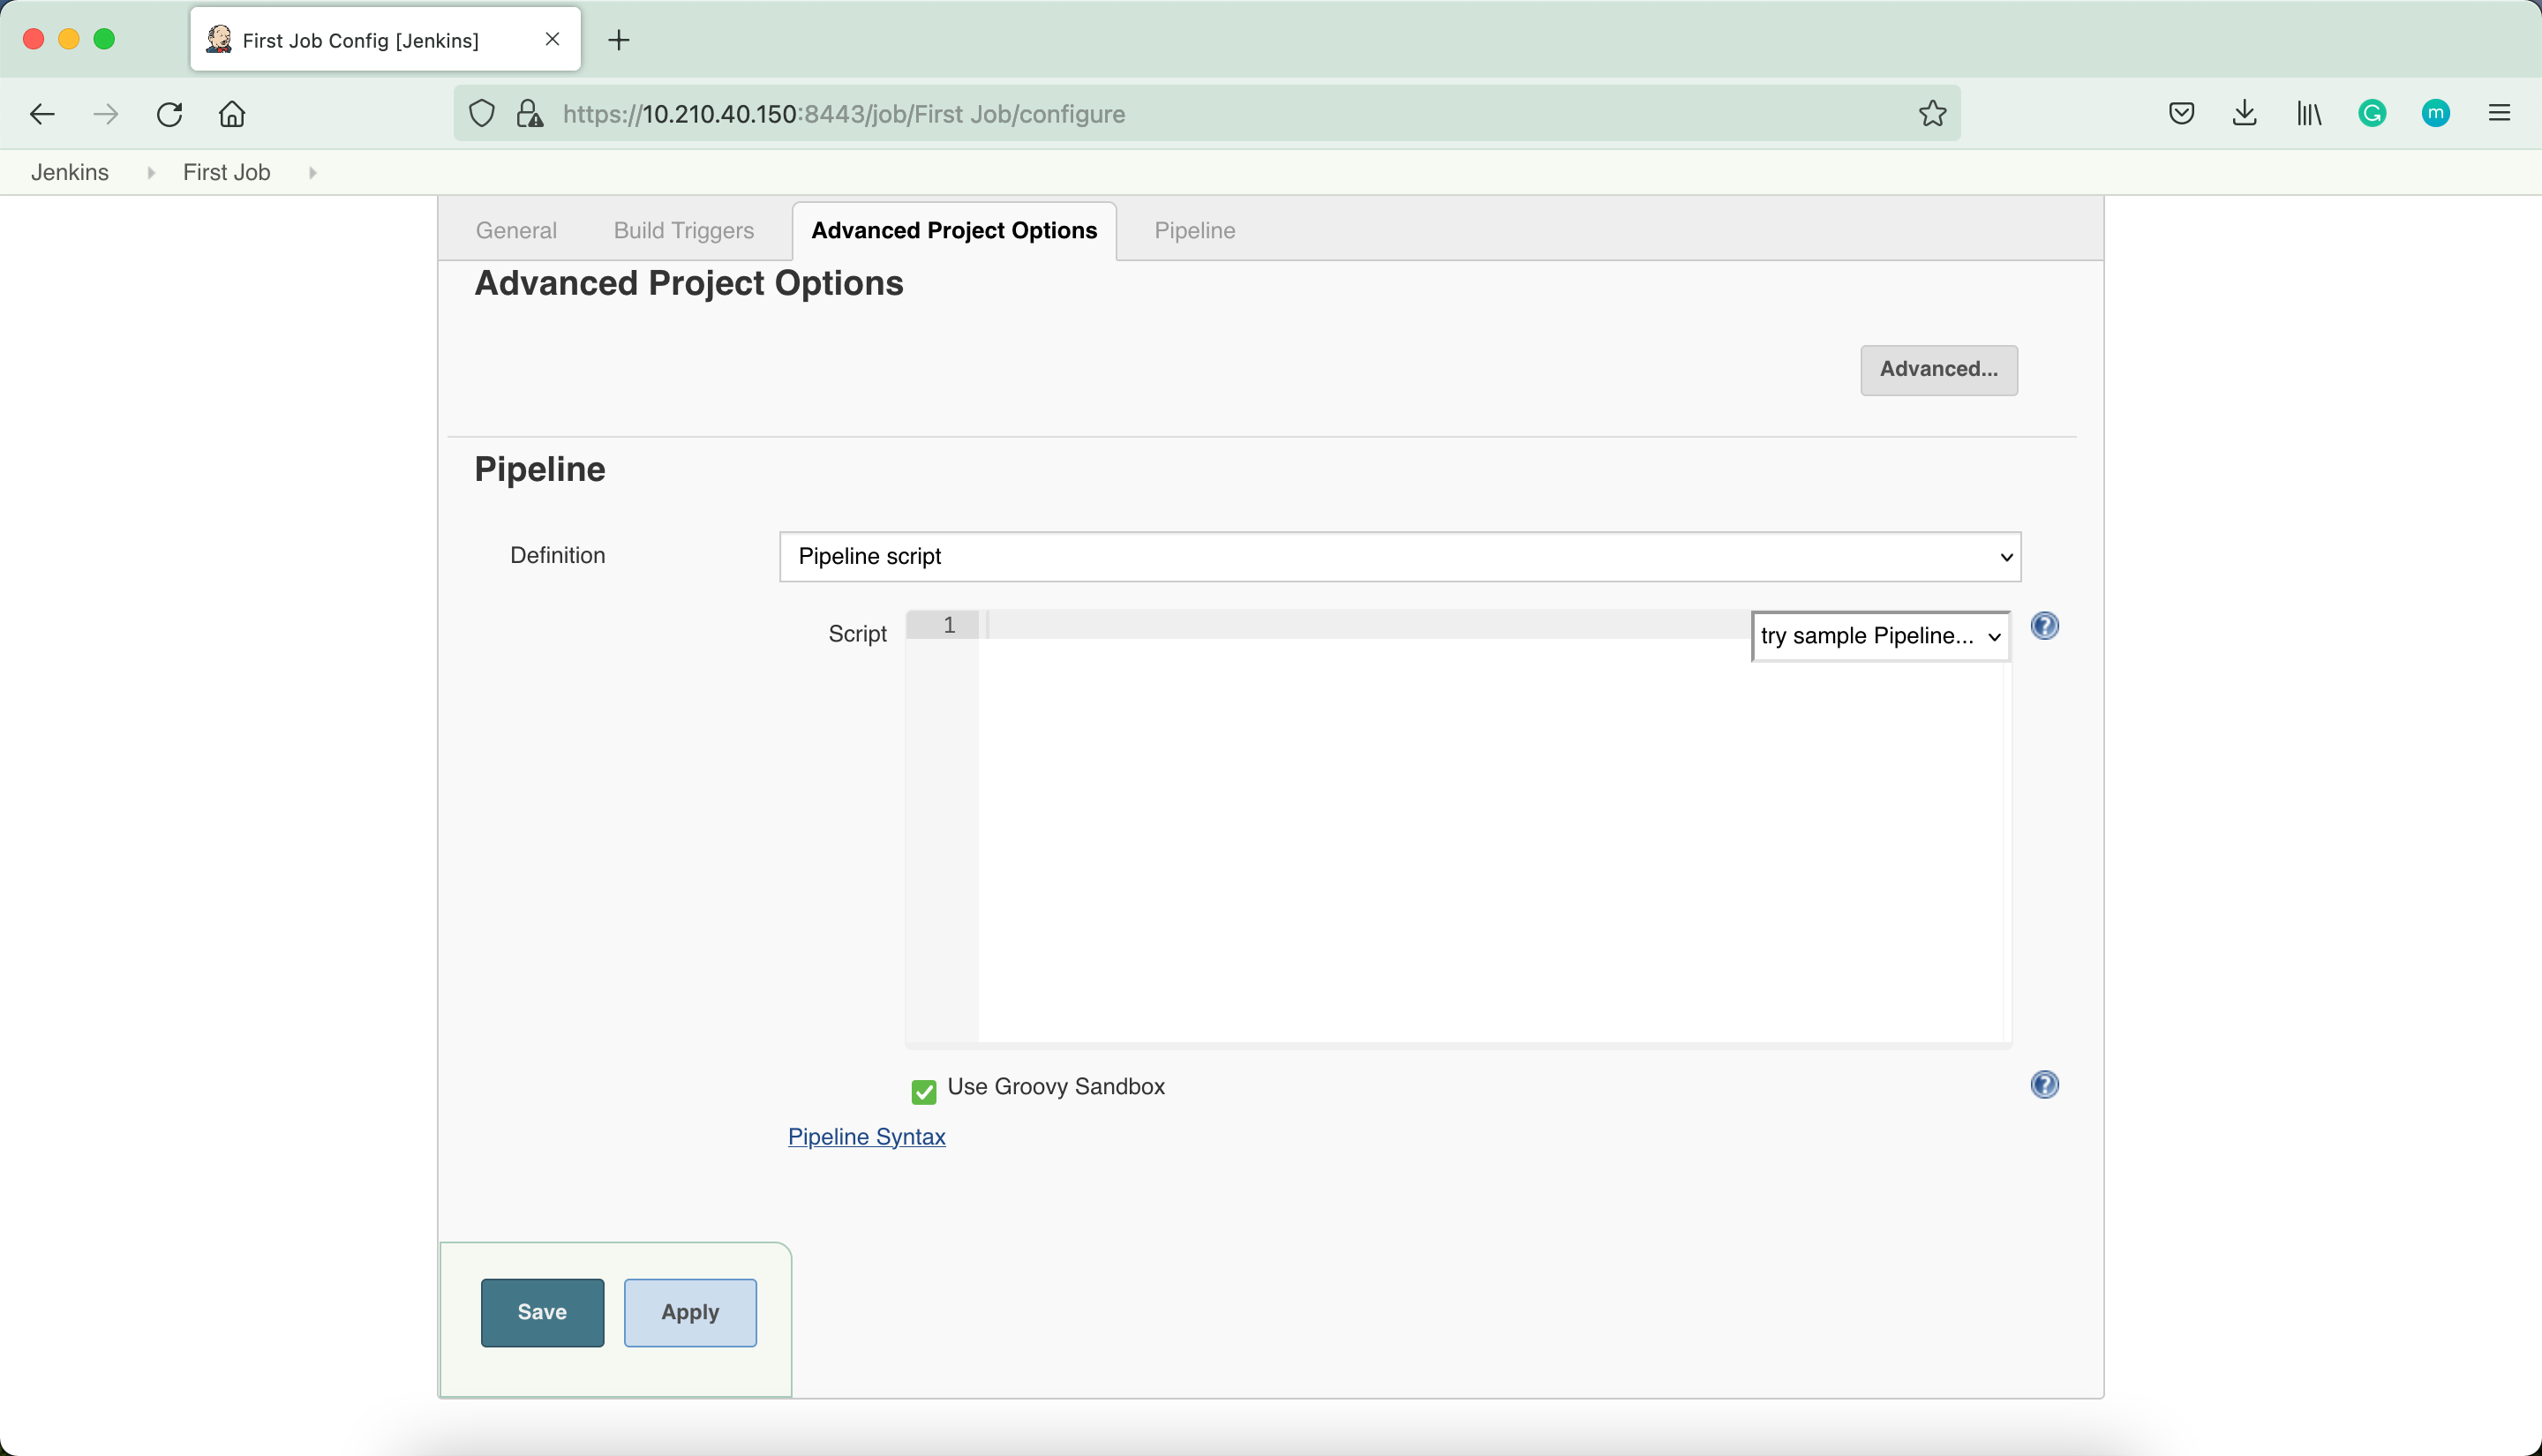 First Job Config [Jenkins]
https://10.210.40.150:8443/job/First Job/configure
m
Jenkins First Job
General Build Triggers Advanced Project Options Pipeline
Advanced Project Options
Advanced...
Pipeline
Definition Pipeline script
Script 1 try sample Pipeline... ?
Use Groovy Sandbox ?
Pipeline Syntax
Save Apply